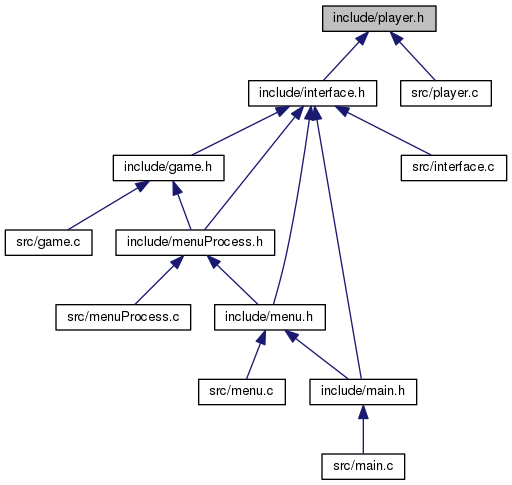 include/player.h
include/interface.h
src/player.c
include/game.h
src/interface.c
src/game.c
include/menuProcess.h
src/menuProcess.c
include/menu.h
src/menu.c
include/main.h
src/main.c